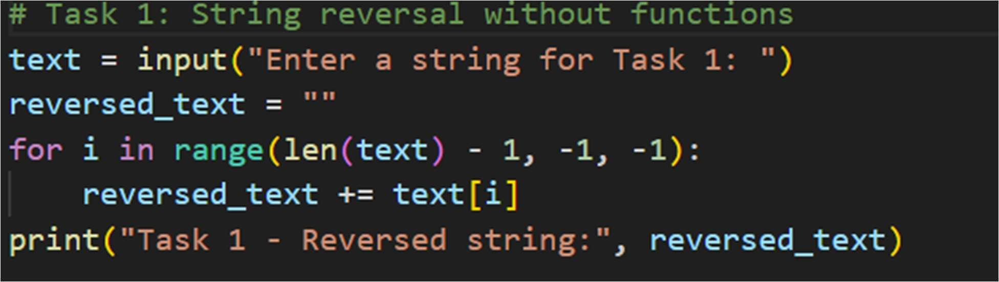 # Task 1: String reversal without functions
text = input("Enter a string for Task 1: ")
reversed_text = ""
for i in range(len(text) - 1, -1, -1):
    reversed_text += text[i]
print("Task 1 - Reversed string:", reversed_text)